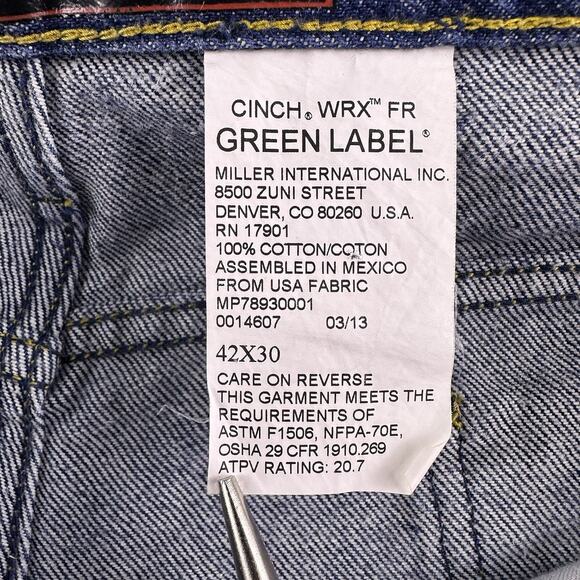 CINCH® WRX™ FR
GREEN LABEL®
MILLER INTERNATIONAL INC.
8500 ZUNI STREET
DENVER, CO 80260 U.S.A.
RN 17901
100% COTTON/COTON
ASSEMBLED IN MEXICO
FROM USA FABRIC
MP78930001
0014607 03/13
42X30
CARE ON REVERSE
THIS GARMENT MEETS THE
REQUIREMENTS OF
ASTM F1506, NFPA-70E,
OSHA 29 CFR 1910.269
ATPV RATING: 20.7